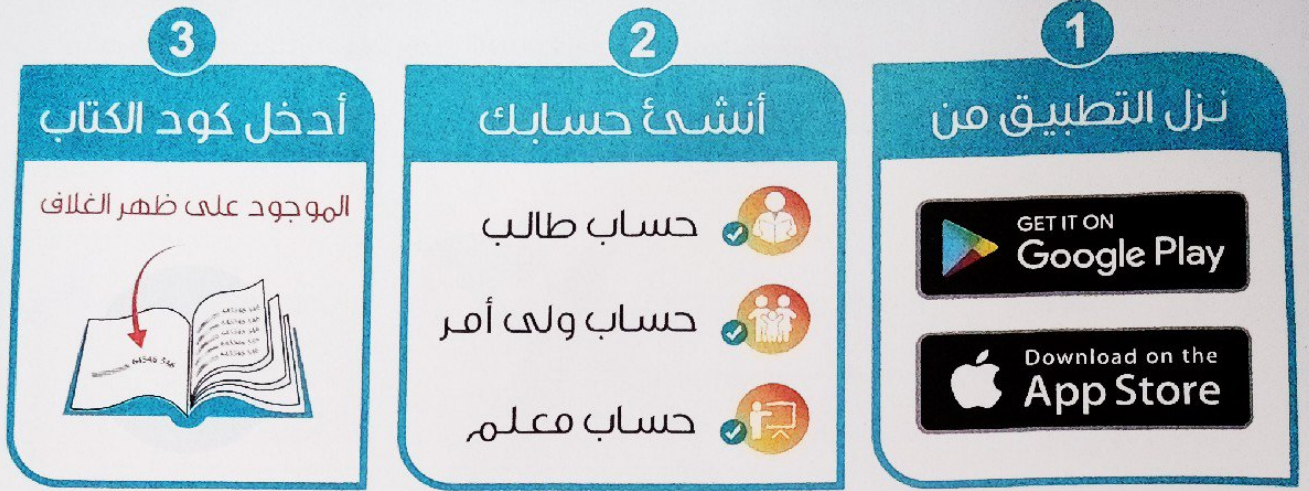 1
نزل التطبيق من
GET IT ON
Google Play
Download on the
App Store
2
أنشئ حسابك
حساب طالب
حساب ولى أمر
حساب معلم
3
أدخل كود الكتاب
الموجود على ظهر الغلاف